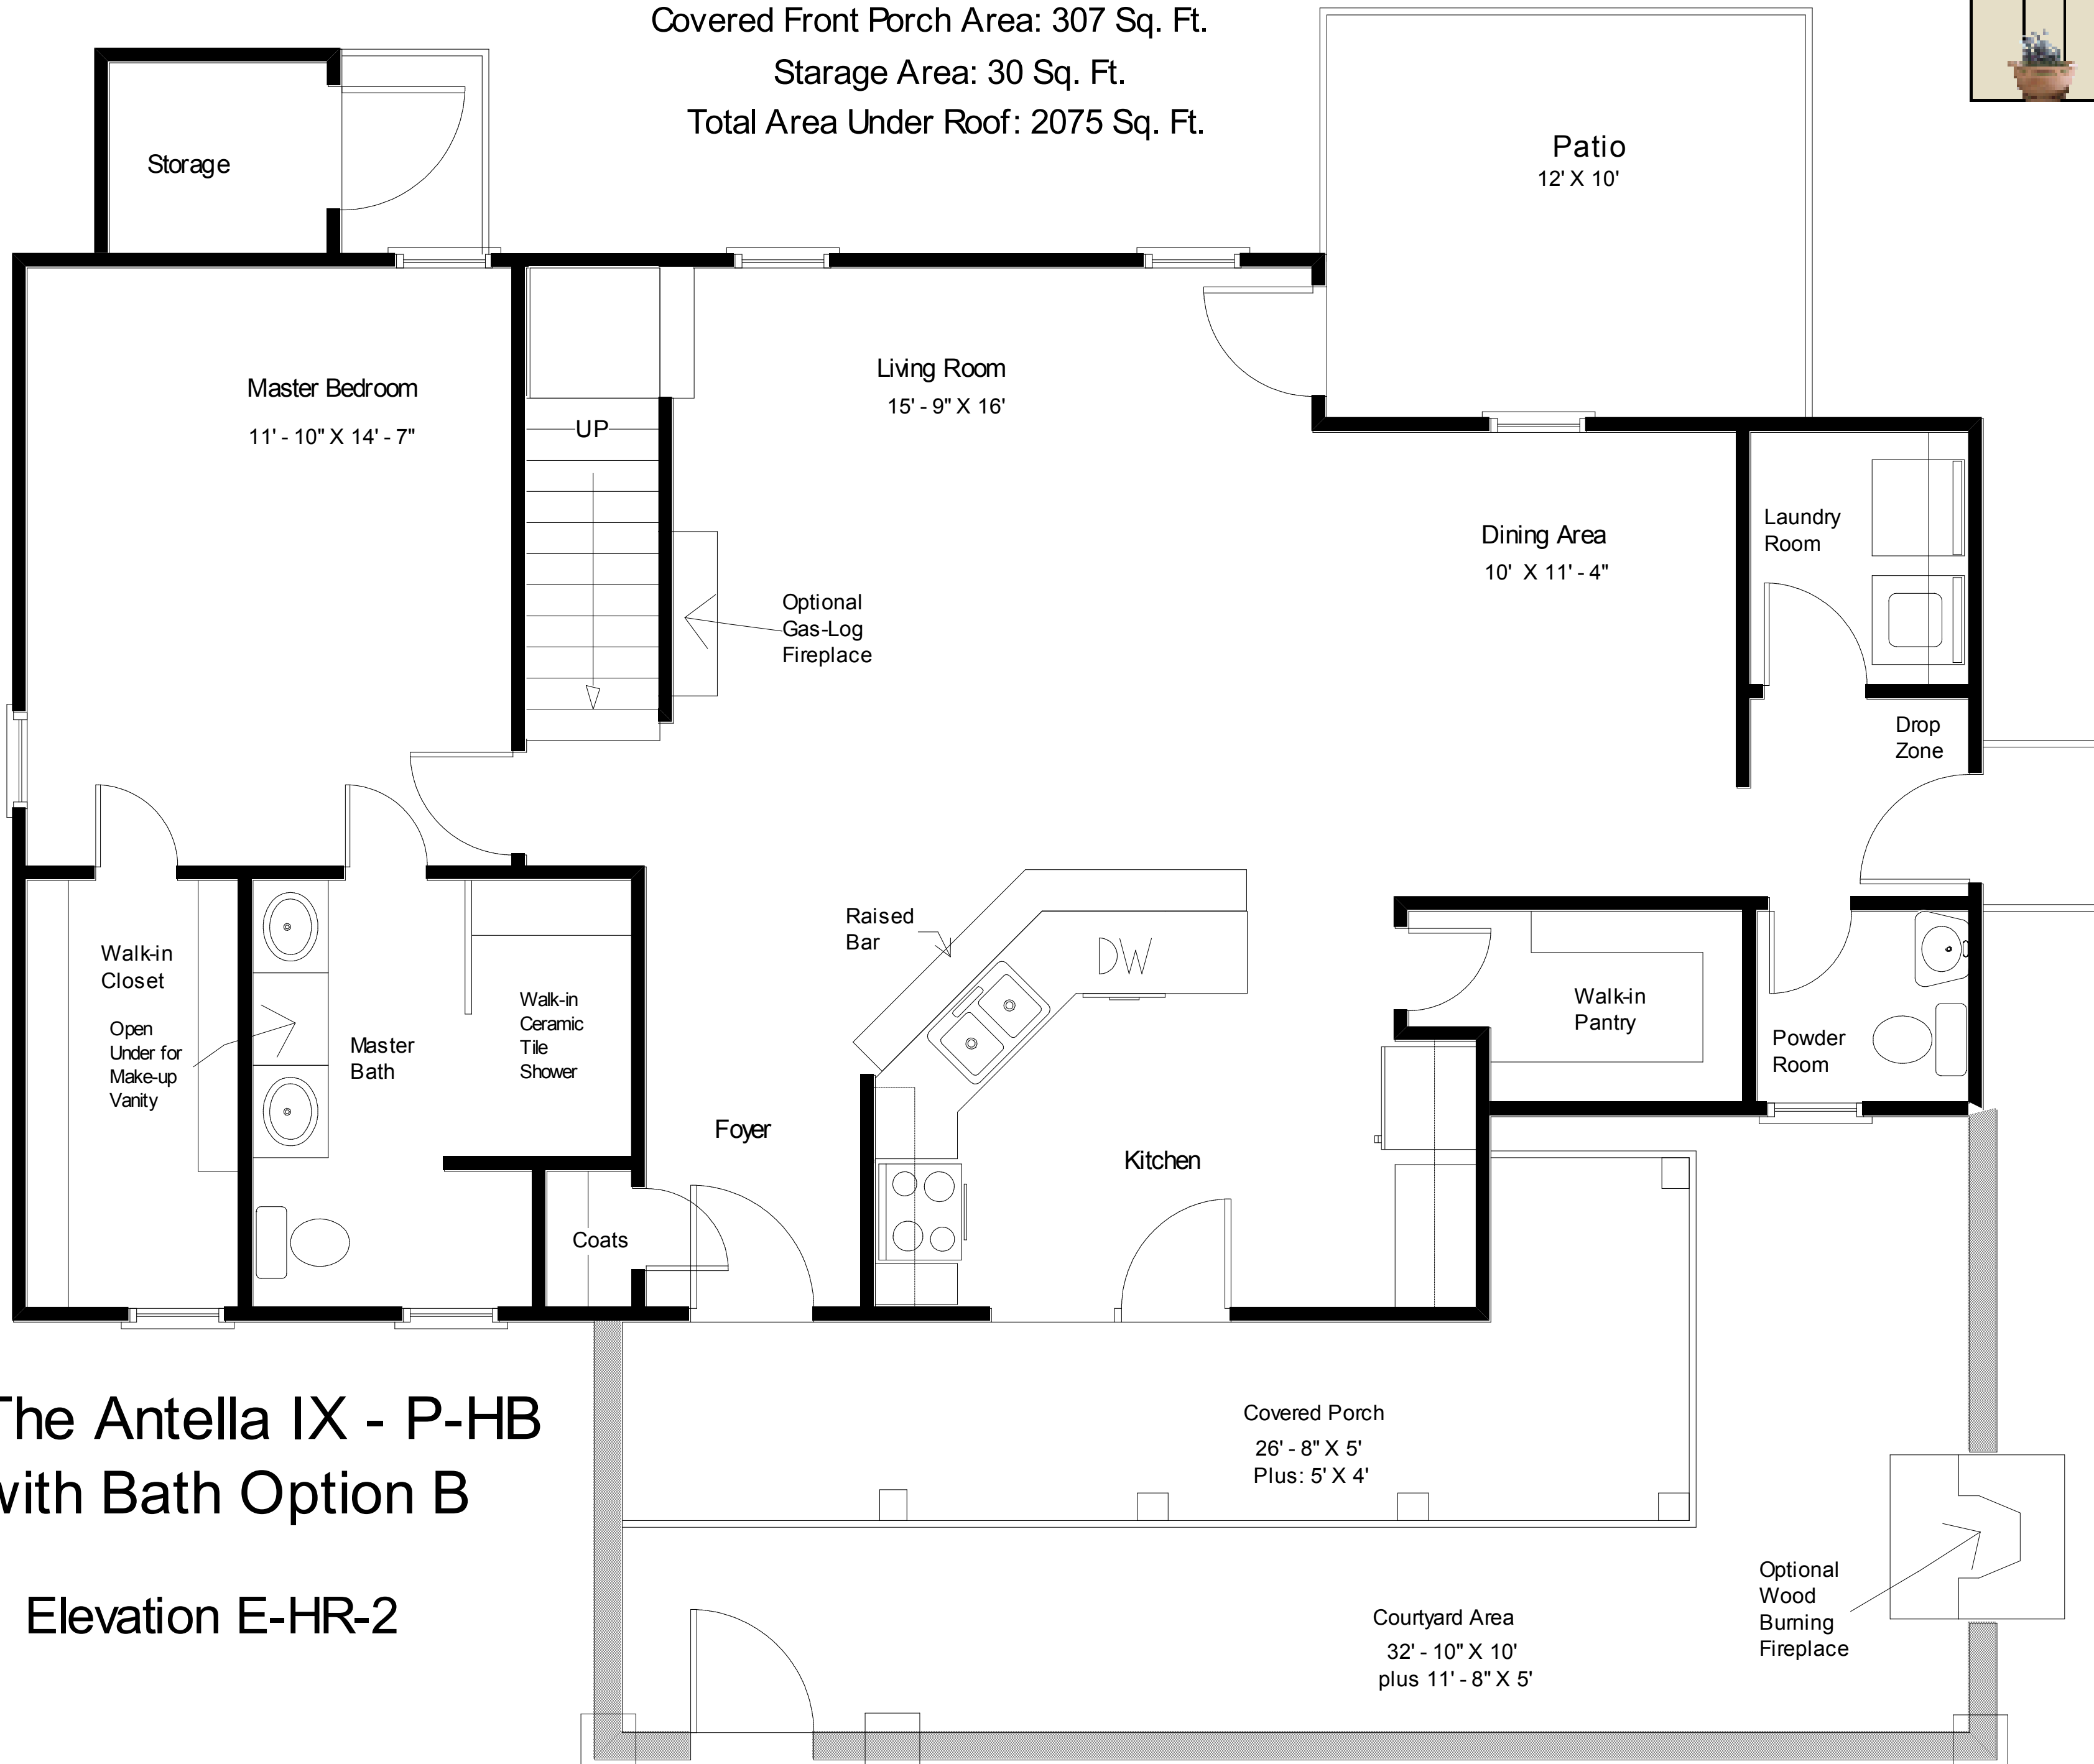 Covered Front Porch Area: 307 Sq. Ft.
Starage Area: 30 Sq. Ft.
Total Area Under Roof: 2075 Sq. Ft.
Storage
Patio
12' X 10'
Master Bedroom
11' - 10" X 14' - 7"
UP
Living Room
15' - 9" X 16'
Optional
Gas-Log
Fireplace
Dining Area
10' X 11' - 4"
Laundry
Room
Drop
Zone
Walk-in
Closet
Open
Under for
Make-up
Vanity
Master
Bath
Walk-in
Ceramic
Tile
Shower
Coats
Foyer
Raised
Bar
DW
Kitchen
Walk-in
Pantry
Powder
Room
Covered Porch
26' - 8" X 5'
Plus: 5' X 4'
Courtyard Area
32' - 10" X 10'
plus 11' - 8" X 5'
Optional
Wood
Burning
Fireplace
The Antella IX - P-HB
with Bath Option B
Elevation E-HR-2